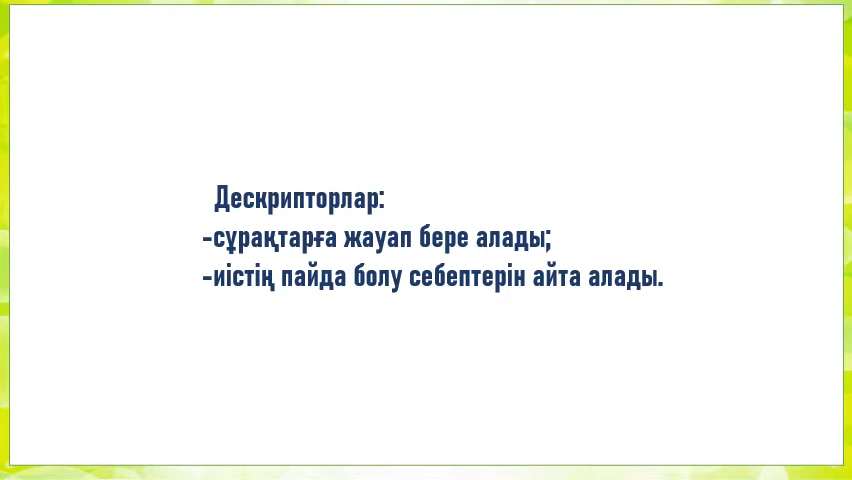 Дескрипторлар:
-сұрақтарға жауап бере алады;
-иістің пайда болу себептерін айта алады.